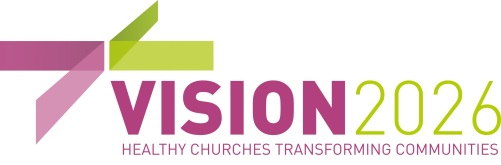 VISION2026
HEALTHY CHURCHES TRANSFORMING COMMUNITIES